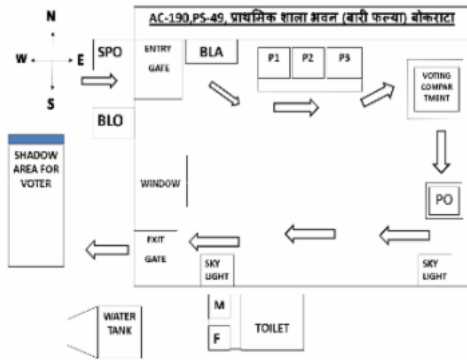 AC-190,PS-49, प्राथमिक शाला भवन (बारी फल्या) बोकराटा
N
W
E
S
SPO
ENTRY
GATE
BLA
P1
P2
P3
VOTING COMPAR
TMENT
BLO
SHADOW
AREA FOR
VOTER
WINDOW
PO
EXIT
GATE
SKY
LIGHT
SKY
LIGHT
WATER
TANK
M
F
TOILET